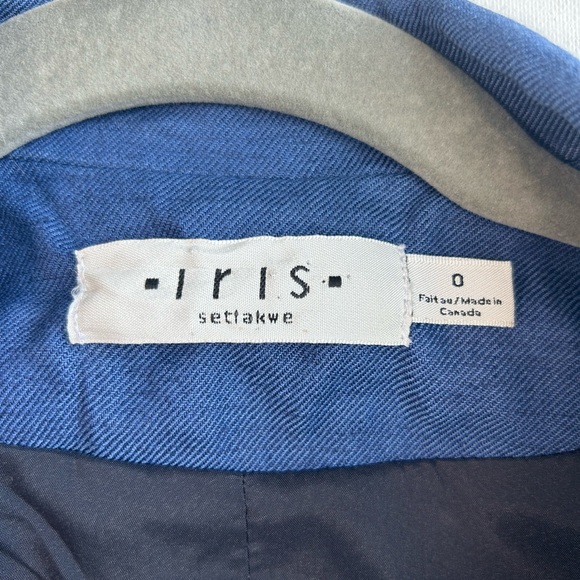 ▪IRIS▪
setlakwe
0
Fait au/Made in
Canada